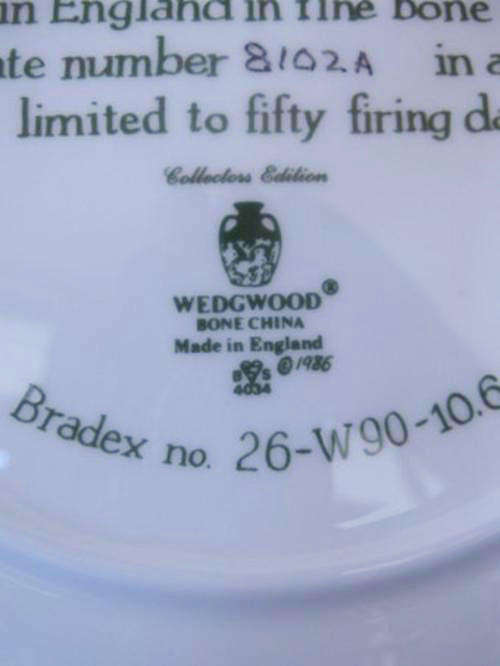 in England in fine bone
te number 8102A in a
limited to fifty firing da
Collectors Edition
WEDGWOOD®
BONE CHINA
Made in England
B S ©1986
4034
Bradex no. 26-W90-10.6